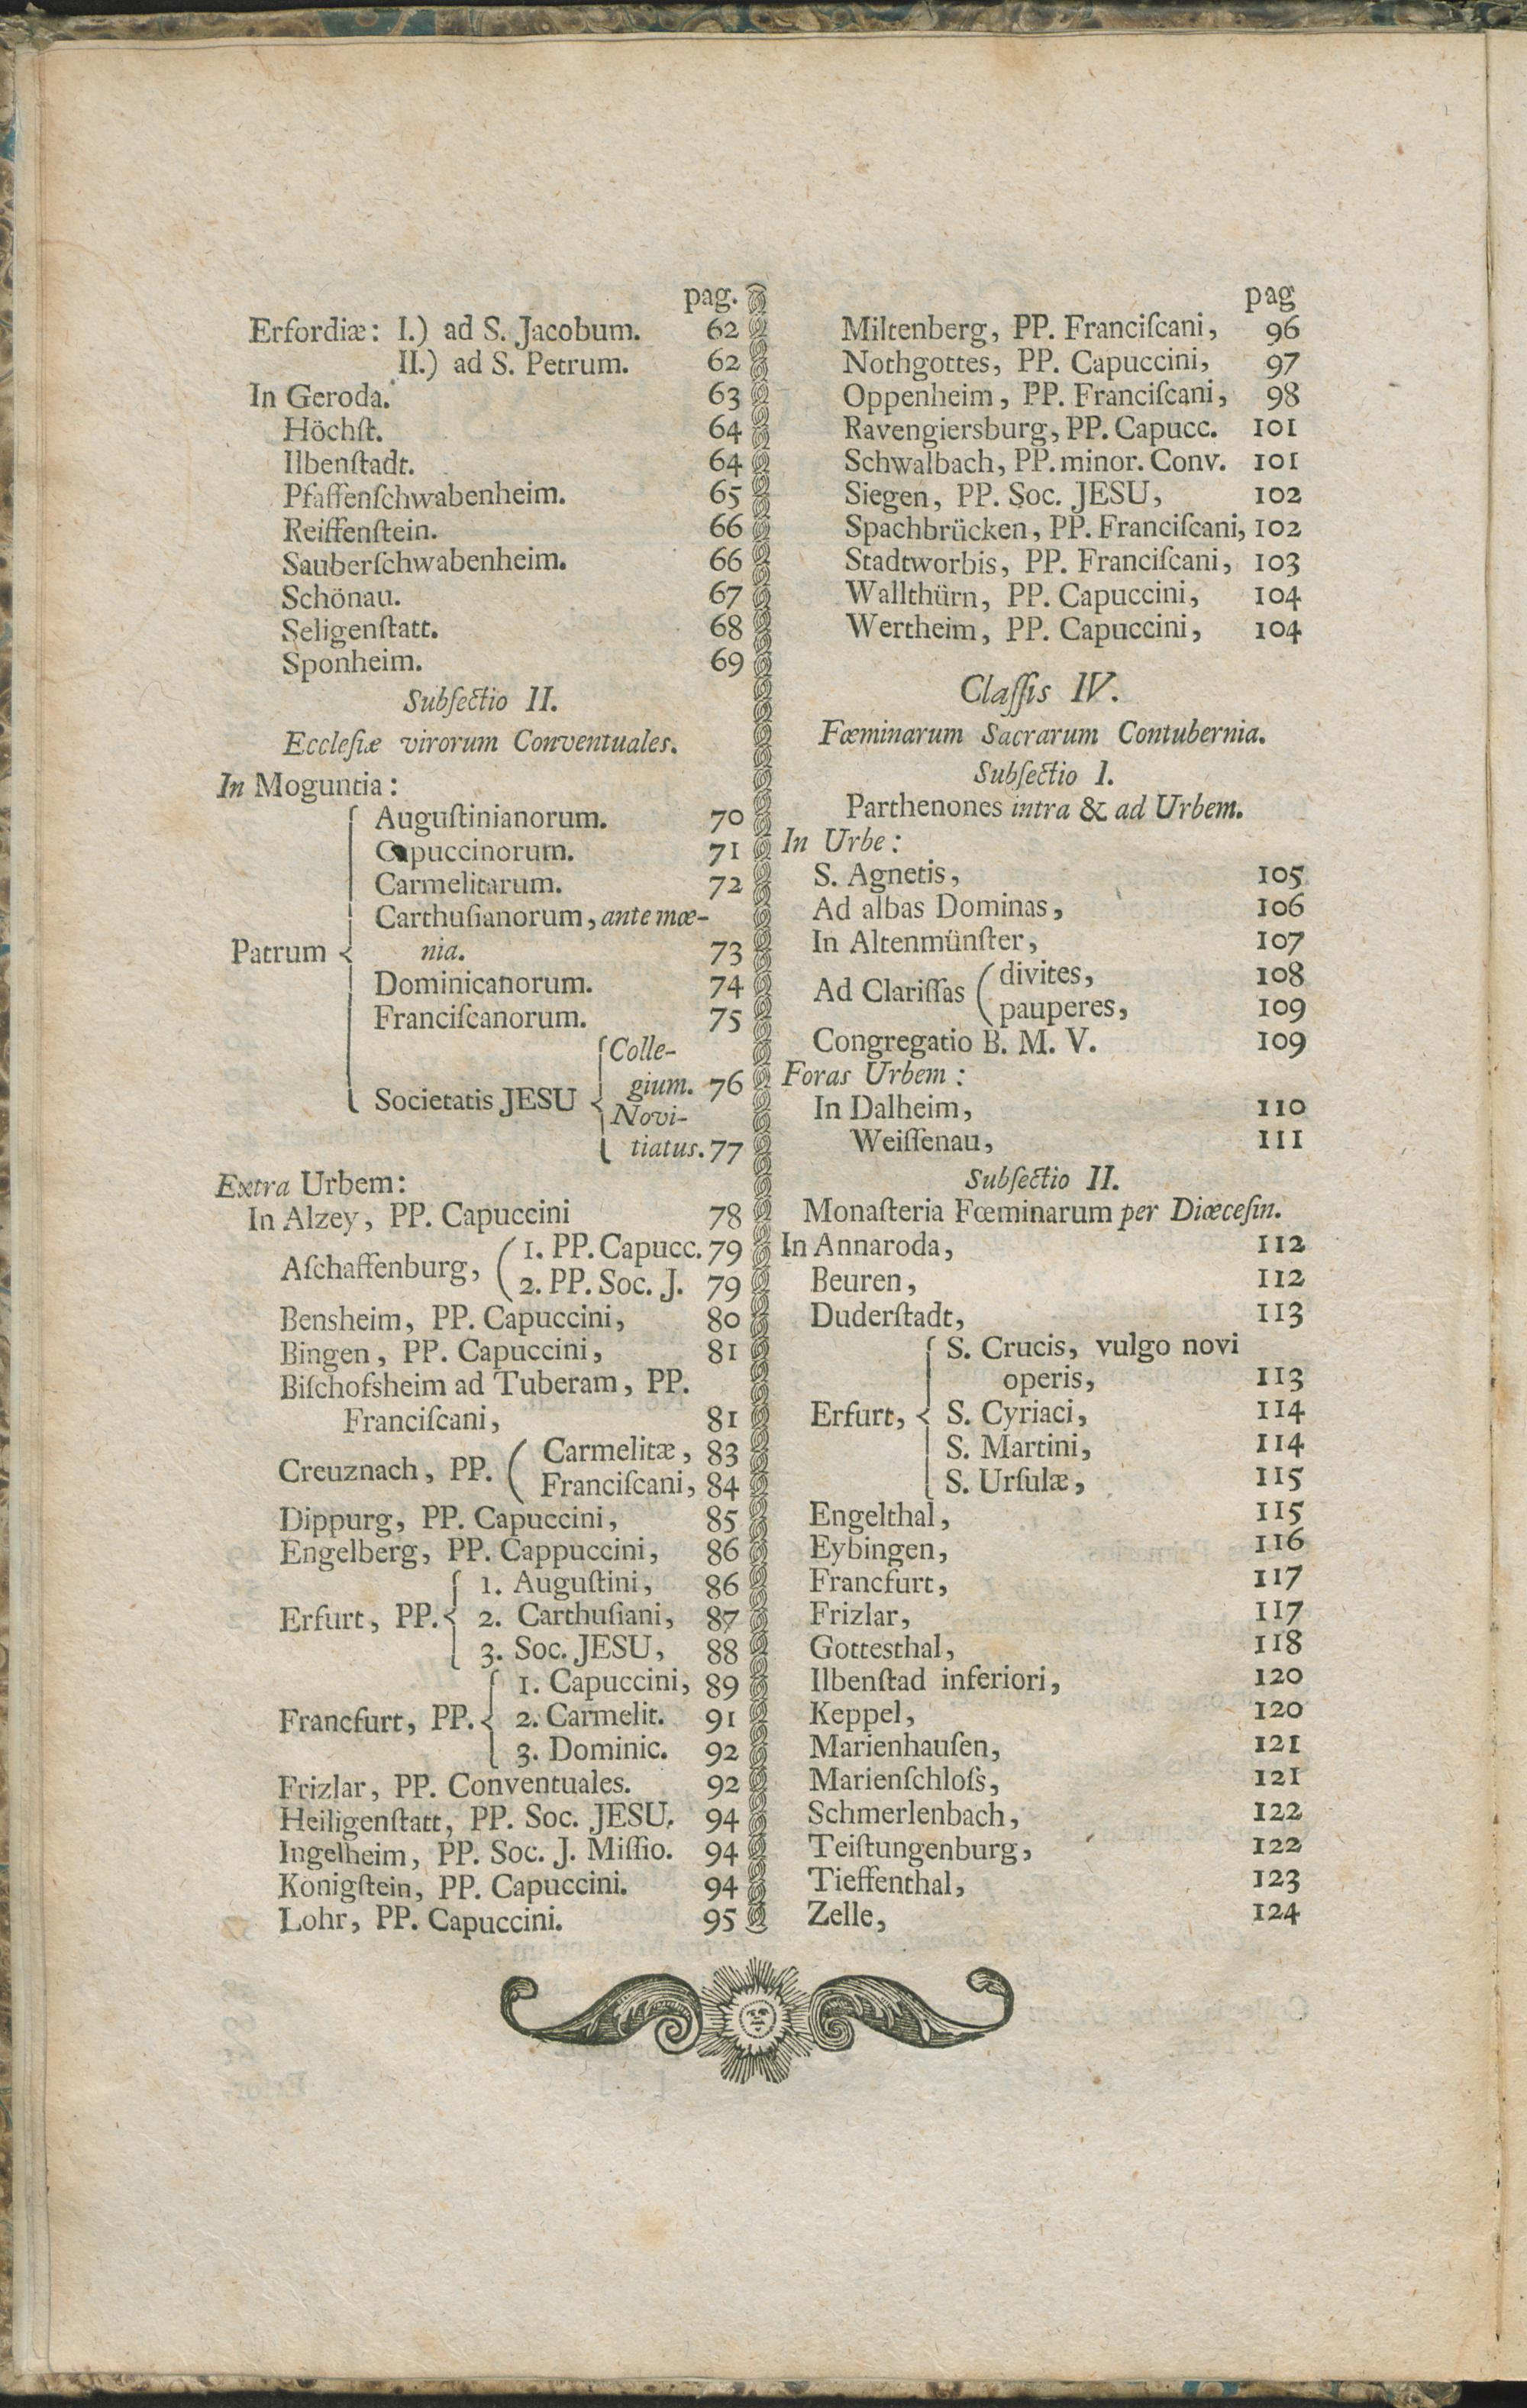 pag.
Erfordiæ: I.) ad S. Jacobum. 62
II.) ad S. Petrum. 62
In Geroda. 63
Höchſt. 64
Ilbenſtadt. 64
Pfaffenſchwabenheim. 65
Reiffenſtein. 66
Sauberſchwabenheim. 66
Schönau. 67
Seligenſtatt. 68
Sponheim. 69
Subſectio II.
Eccleſiæ virorum Conventuales.
In Moguntia:
Auguſtinianorum. 70
Capuccinorum. 71
Carmelitarum. 72
Carthuſianorum, ante mœ-
Patrum { nia. 73
Dominicanorum. 74
Franciſcanorum. 75
{ Colle-
gium. 76
Societatis JESU { Novi-
tiatus. 77
Extra Urbem:
In Alzey, PP. Capuccini 78
Aſchaffenburg, ( 1. PP. Capucc. 79
2. PP. Soc. J. 79
Bensheim, PP. Capuccini, 80
Bingen, PP. Capuccini, 81
Biſchofsheim ad Tuberam, PP.
Franciſcani, 81
Creuznach, PP. ( Carmelitæ, 83
Franciſcani, 84
Dippurg, PP. Capuccini, 85
Engelberg, PP. Cappuccini, 86
1. Auguſtini, 86
Erfurt, PP. { 2. Carthuſiani, 87
3. Soc. JESU, 88
1. Capuccini, 89
Francfurt, PP. { 2. Carmelit. 91
3. Dominic. 92
Frizlar, PP. Conventuales. 92
Heiligenſtatt, PP. Soc. JESU. 94
Ingelheim, PP. Soc. J. Miſſio. 94
Königſtein, PP. Capuccini. 94
Lohr, PP. Capuccini. 95
pag
Miltenberg, PP. Franciſcani, 96
Nothgottes, PP. Capuccini, 97
Oppenheim, PP. Franciſcani, 98
Ravengiersburg, PP. Capucc. 101
Schwalbach, PP. minor. Conv. 101
Siegen, PP. Soc. JESU, 102
Spachbrücken, PP. Franciſcani, 102
Stadtworbis, PP. Franciſcani, 103
Wallthürn, PP. Capuccini, 104
Wertheim, PP. Capuccini, 104
Claſſis IV.
Fœminarum Sacrarum Contubernia.
Subſectio I.
Parthenones intra & ad Urbem.
In Urbe:
S. Agnetis, 105
Ad albas Dominas, 106
In Altenmünſter, 107
Ad Clariſſas ( divites, 108
pauperes, 109
Congregatio B. M. V. 109
Foras Urbem:
In Dalheim, 110
Weiſſenau, 111
Subſectio II.
Monaſteria Fœminarum per Diœceſin.
In Annaroda, 112
Beuren, 112
Duderſtadt, 113
S. Crucis, vulgo novi
operis, 113
Erfurt, { S. Cyriaci, 114
S. Martini, 114
S. Urſulæ, 115
Engelthal, 115
Eybingen, 116
Francfurt, 117
Frizlar, 117
Gottesthal, 118
Ilbenſtad inferiori, 120
Keppel, 120
Marienhauſen, 121
Marienſchloſs, 121
Schmerlenbach, 122
Teiſtungenburg, 122
Tieffenthal, 123
Zelle, 124